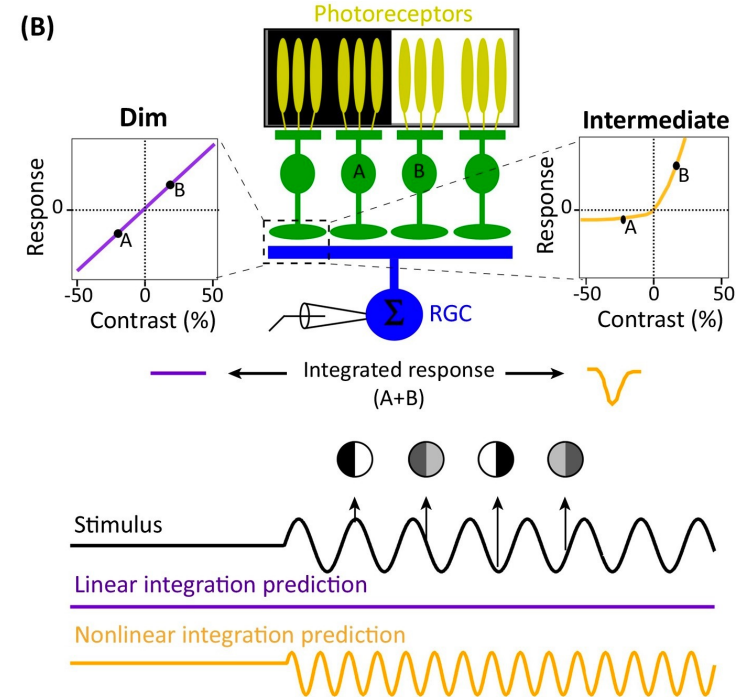 (B)
Photoreceptors
Dim
Intermediate
Response
0
A
B
-50
0
50
Contrast (%)
A
B
Σ
RGC
Response
0
A
B
-50
0
50
Contrast (%)
Integrated response
(A+B)
Stimulus
Linear integration prediction
Nonlinear integration prediction